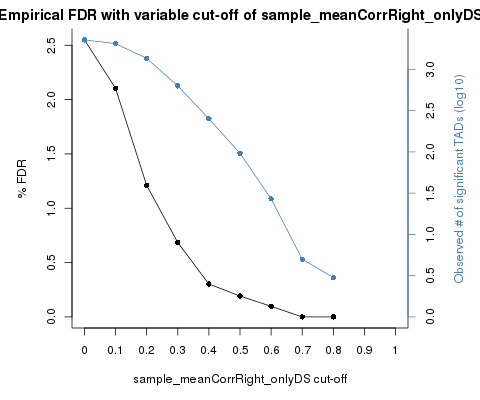 Empirical FDR with variable cut-off of sample_meanCorrRight_onlyDS
2.5
2.0
1.5
1.0
0.5
0.0
% FDR
3.0
2.5
2.0
1.5
1.0
0.5
0.0
Observed # of significant TADs (log10)
0 0.1 0.2 0.3 0.4 0.5 0.6 0.7 0.8 0.9 1
sample_meanCorrRight_onlyDS cut-off